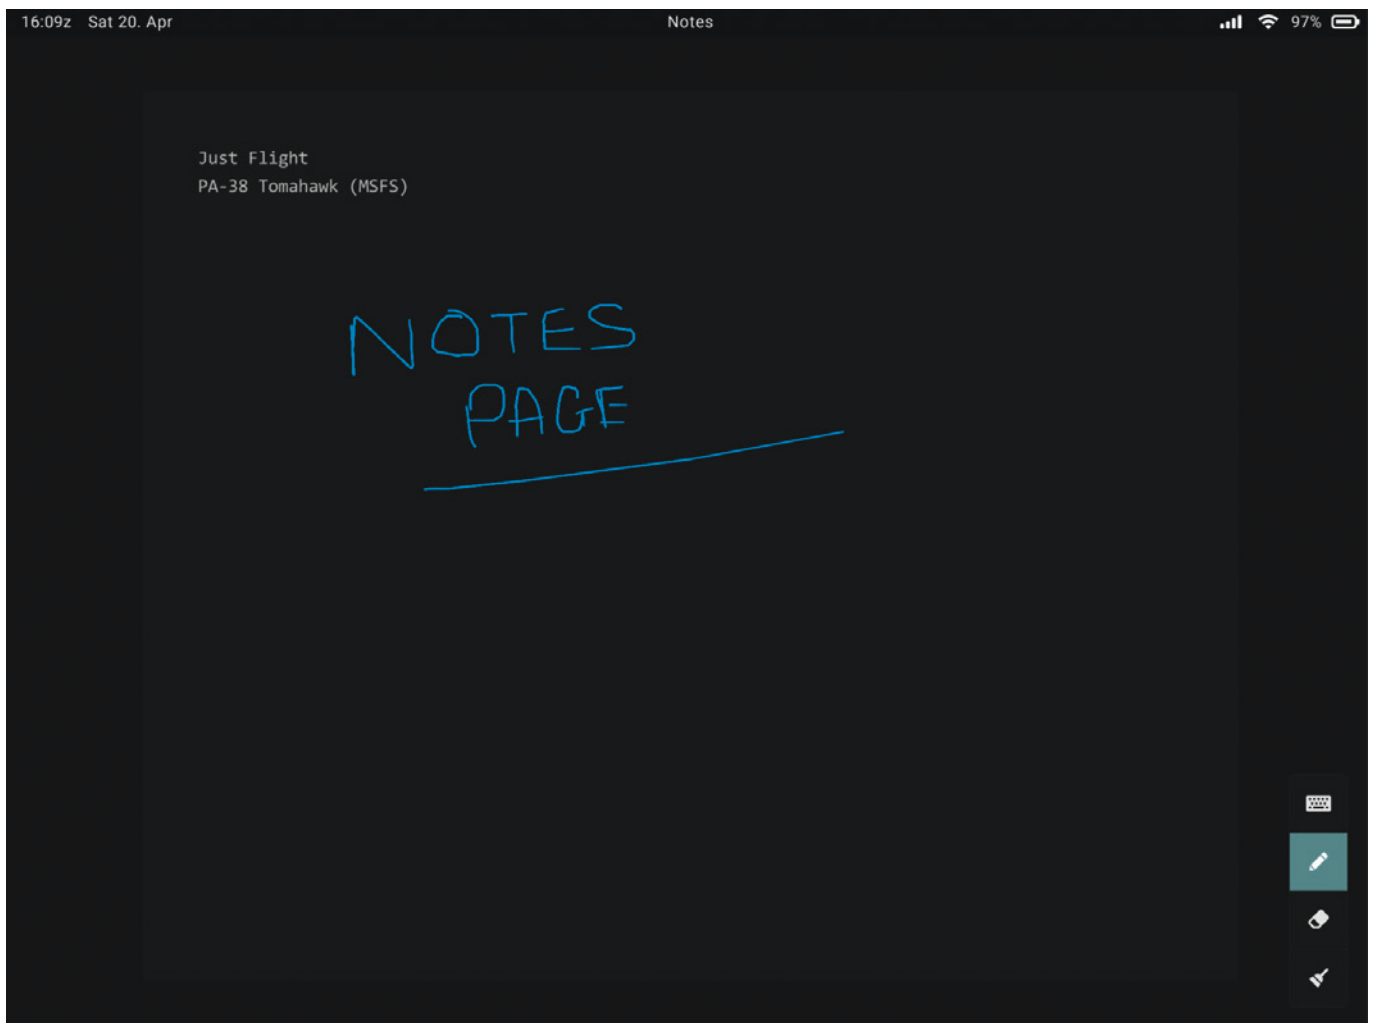 16:09z Sat 20. Apr Notes 97%
Just Flight
PA-38 Tomahawk (MSFS)
NOTES
PAGE